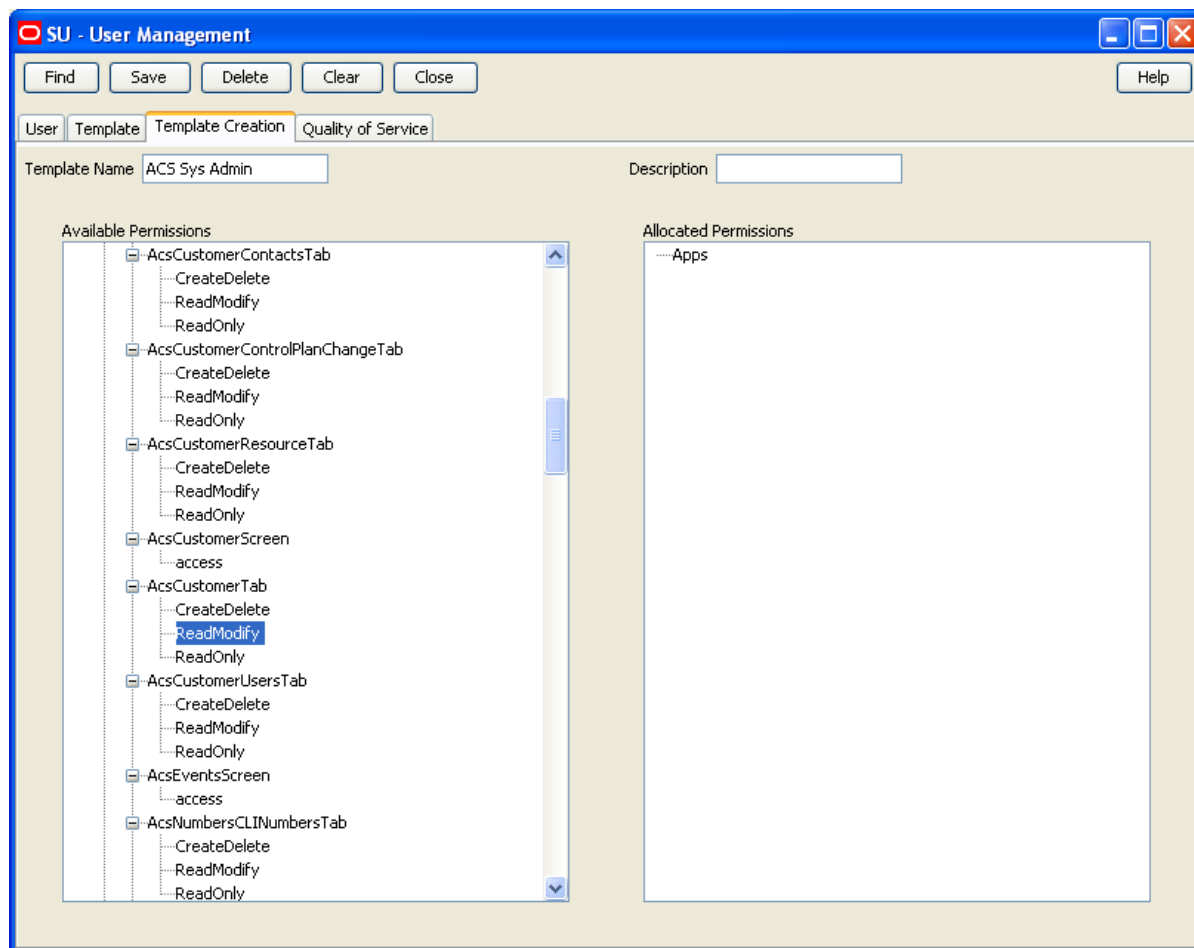 SU - User Management
Find Save Delete Clear Close Help
User Template Template Creation Quality of Service
Template Name ACS Sys Admin Description
Available Permissions
AcsCustomerContactsTab
CreateDelete
ReadModify
ReadOnly
AcsCustomerControlPlanChangeTab
CreateDelete
ReadModify
ReadOnly
AcsCustomerResourceTab
CreateDelete
ReadModify
ReadOnly
AcsCustomerScreen
access
AcsCustomerTab
CreateDelete
ReadModify
ReadOnly
AcsCustomerUsersTab
CreateDelete
ReadModify
ReadOnly
AcsEventsScreen
access
AcsNumbersCLINumbersTab
CreateDelete
ReadModify
ReadOnly
Allocated Permissions
Apps